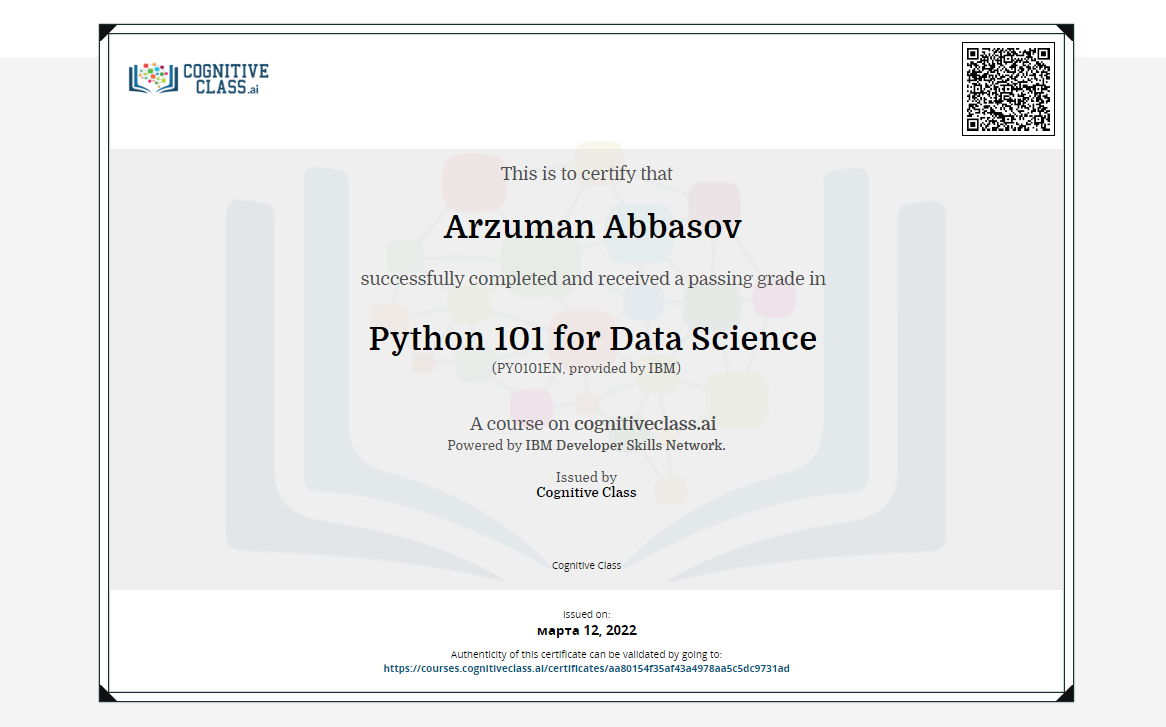 COGNITIVE
CLASS.ai
This is to certify that
Arzuman Abbasov
successfully completed and received a passing grade in
Python 101 for Data Science
(PY0101EN, provided by IBM)
A course on cognitiveclass.ai
Powered by IBM Developer Skills Network.
Issued by
Cognitive Class
Cognitive Class
Issued on:
марта 12, 2022
Authenticity of this certificate can be validated by going to:
https://courses.cognitiveclass.ai/certificates/aa80154f35af43a4978aa5c5dc9731ad